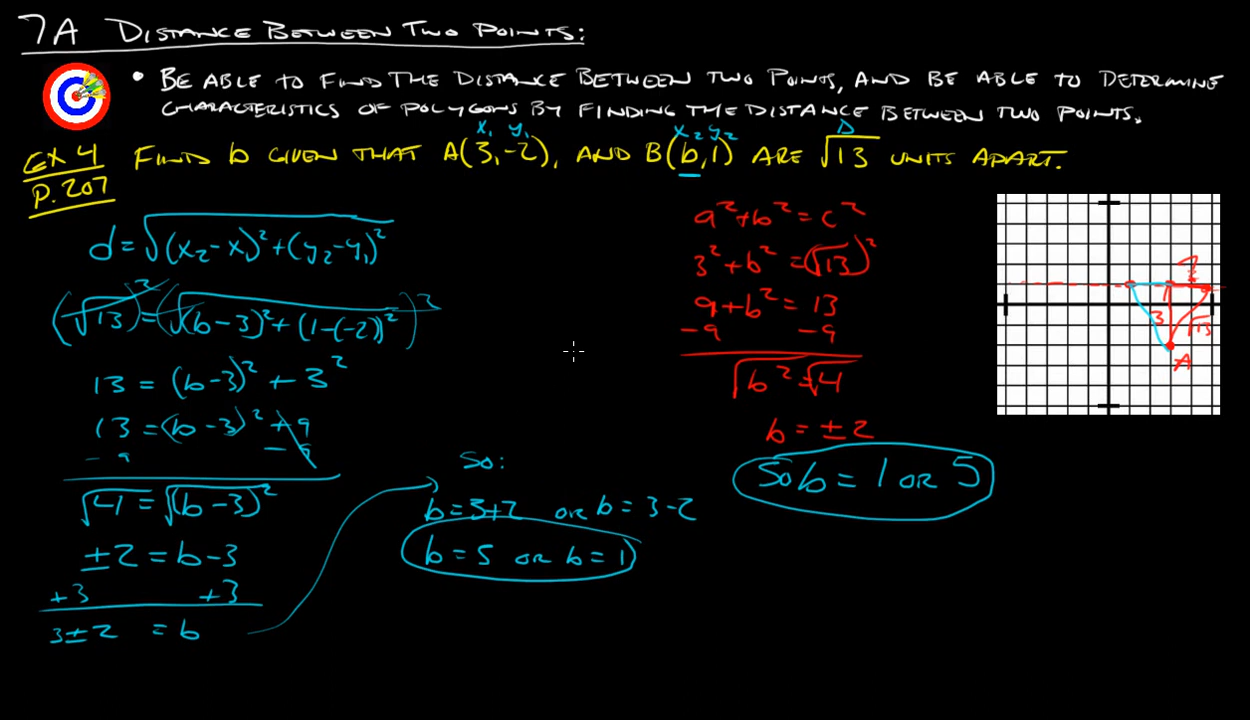 7A DISTANCE BETWEEN TWO POINTS:
• BE ABLE TO FIND THE DISTANCE BETWEEN TWO POINTS, AND BE ABLE TO DETERMINE
CHARACTERISTICS OF POLYGONS BY FINDING THE DISTANCE BETWEEN TWO POINTS.
x₁ y₁ x₂ y₂ D
EX 4 FIND b GIVEN THAT A(3,-2), AND B(b,1) ARE √13 UNITS APART.
P.207
d=√(x₂-x₁)²+(y₂-y₁)²
(√13)²=(√(b-3)²+(1-(-2))²)²
13 = (b-3)² + 3²
13 = (b-3)² + 9
-9 -9
√4 = √(b-3)²
±2 = b-3
+3 +3
3±2 = b
So:
b=3+2 OR b=3-2
b=5 OR b=1
a²+b²=c²
3²+b²=(√13)²
9+b²=13
-9 -9
√b²=√4
b=±2
So b=1 OR 5
?
3
√13
A